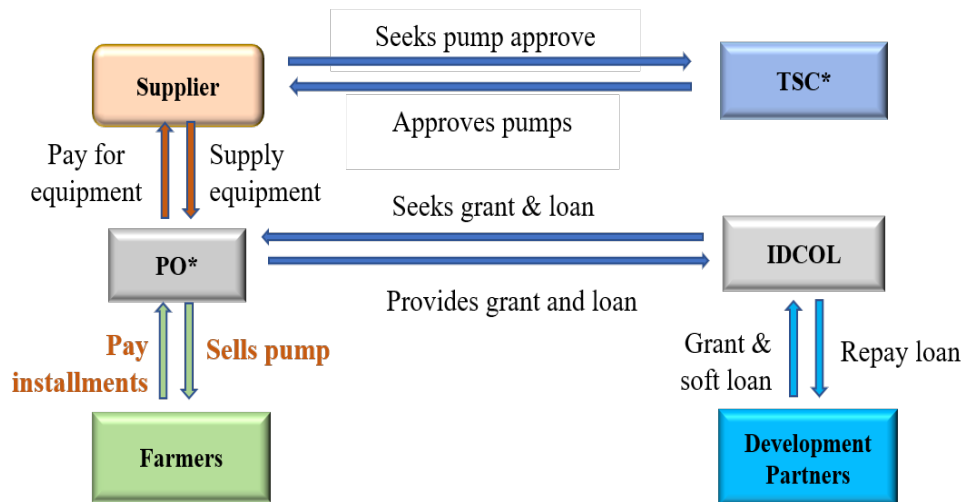 Seeks pump approve
Supplier
TSC*
Approves pumps
Pay for
equipment
Supply
equipment
Seeks grant & loan
PO*
IDCOL
Provides grant and loan
Pay
installments
Sells pump
Grant &
soft loan
Repay loan
Farmers
Development
Partners